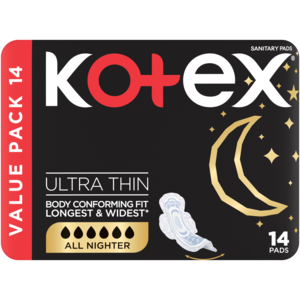 SANITARY PADS
VALUE PACK 14
Kotex
ULTRA THIN
BODY CONFORMING FIT
LONGEST & WIDEST*
ALL NIGHTER
14
PADS